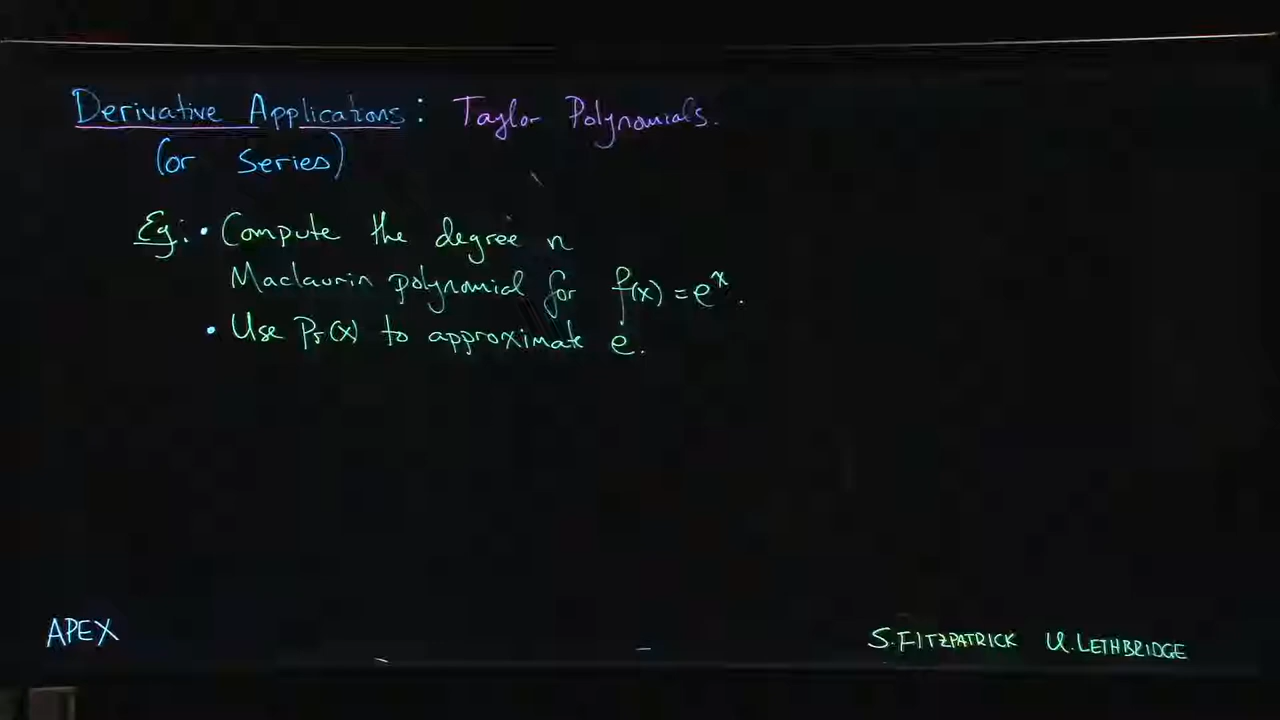 Derivative Applications: Taylor Polynomials.
(or Series)
Eg: • Compute the degree n
Maclaurin polynomial for f(x) = eˣ.
• Use P₅(x) to approximate e.
APEX
S. FITZPATRICK U. LETHBRIDGE